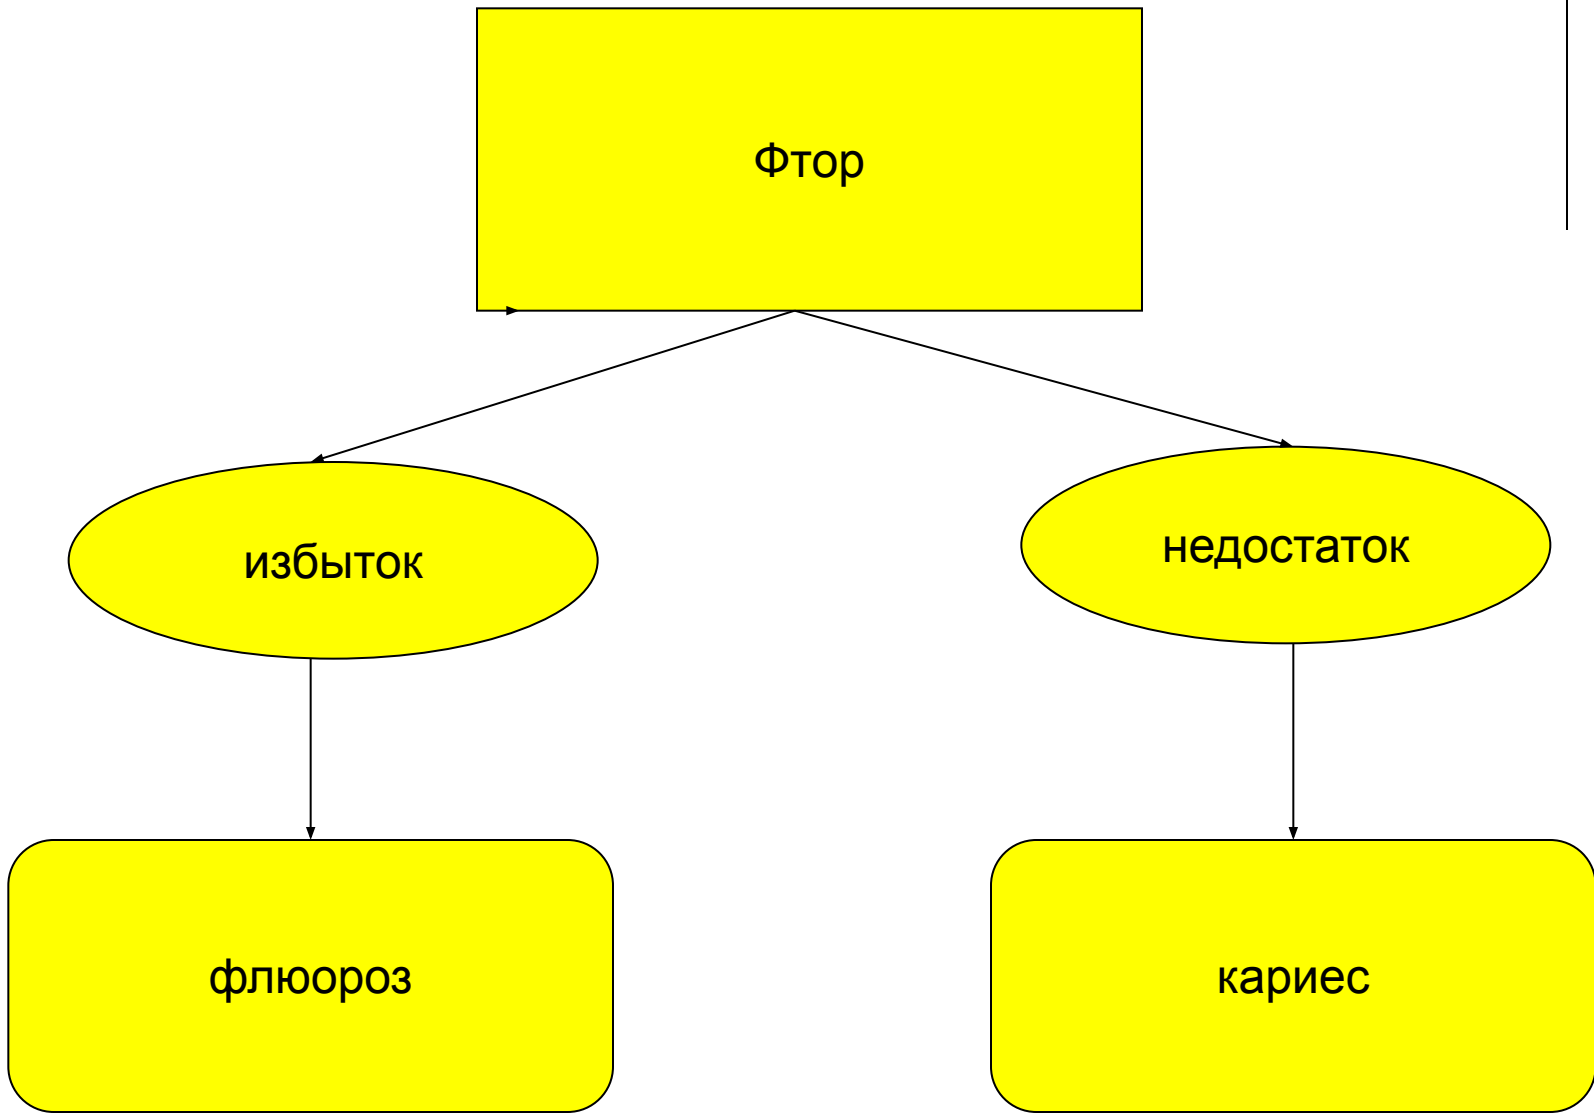 Фтор
избыток
недостаток
флюороз
кариес